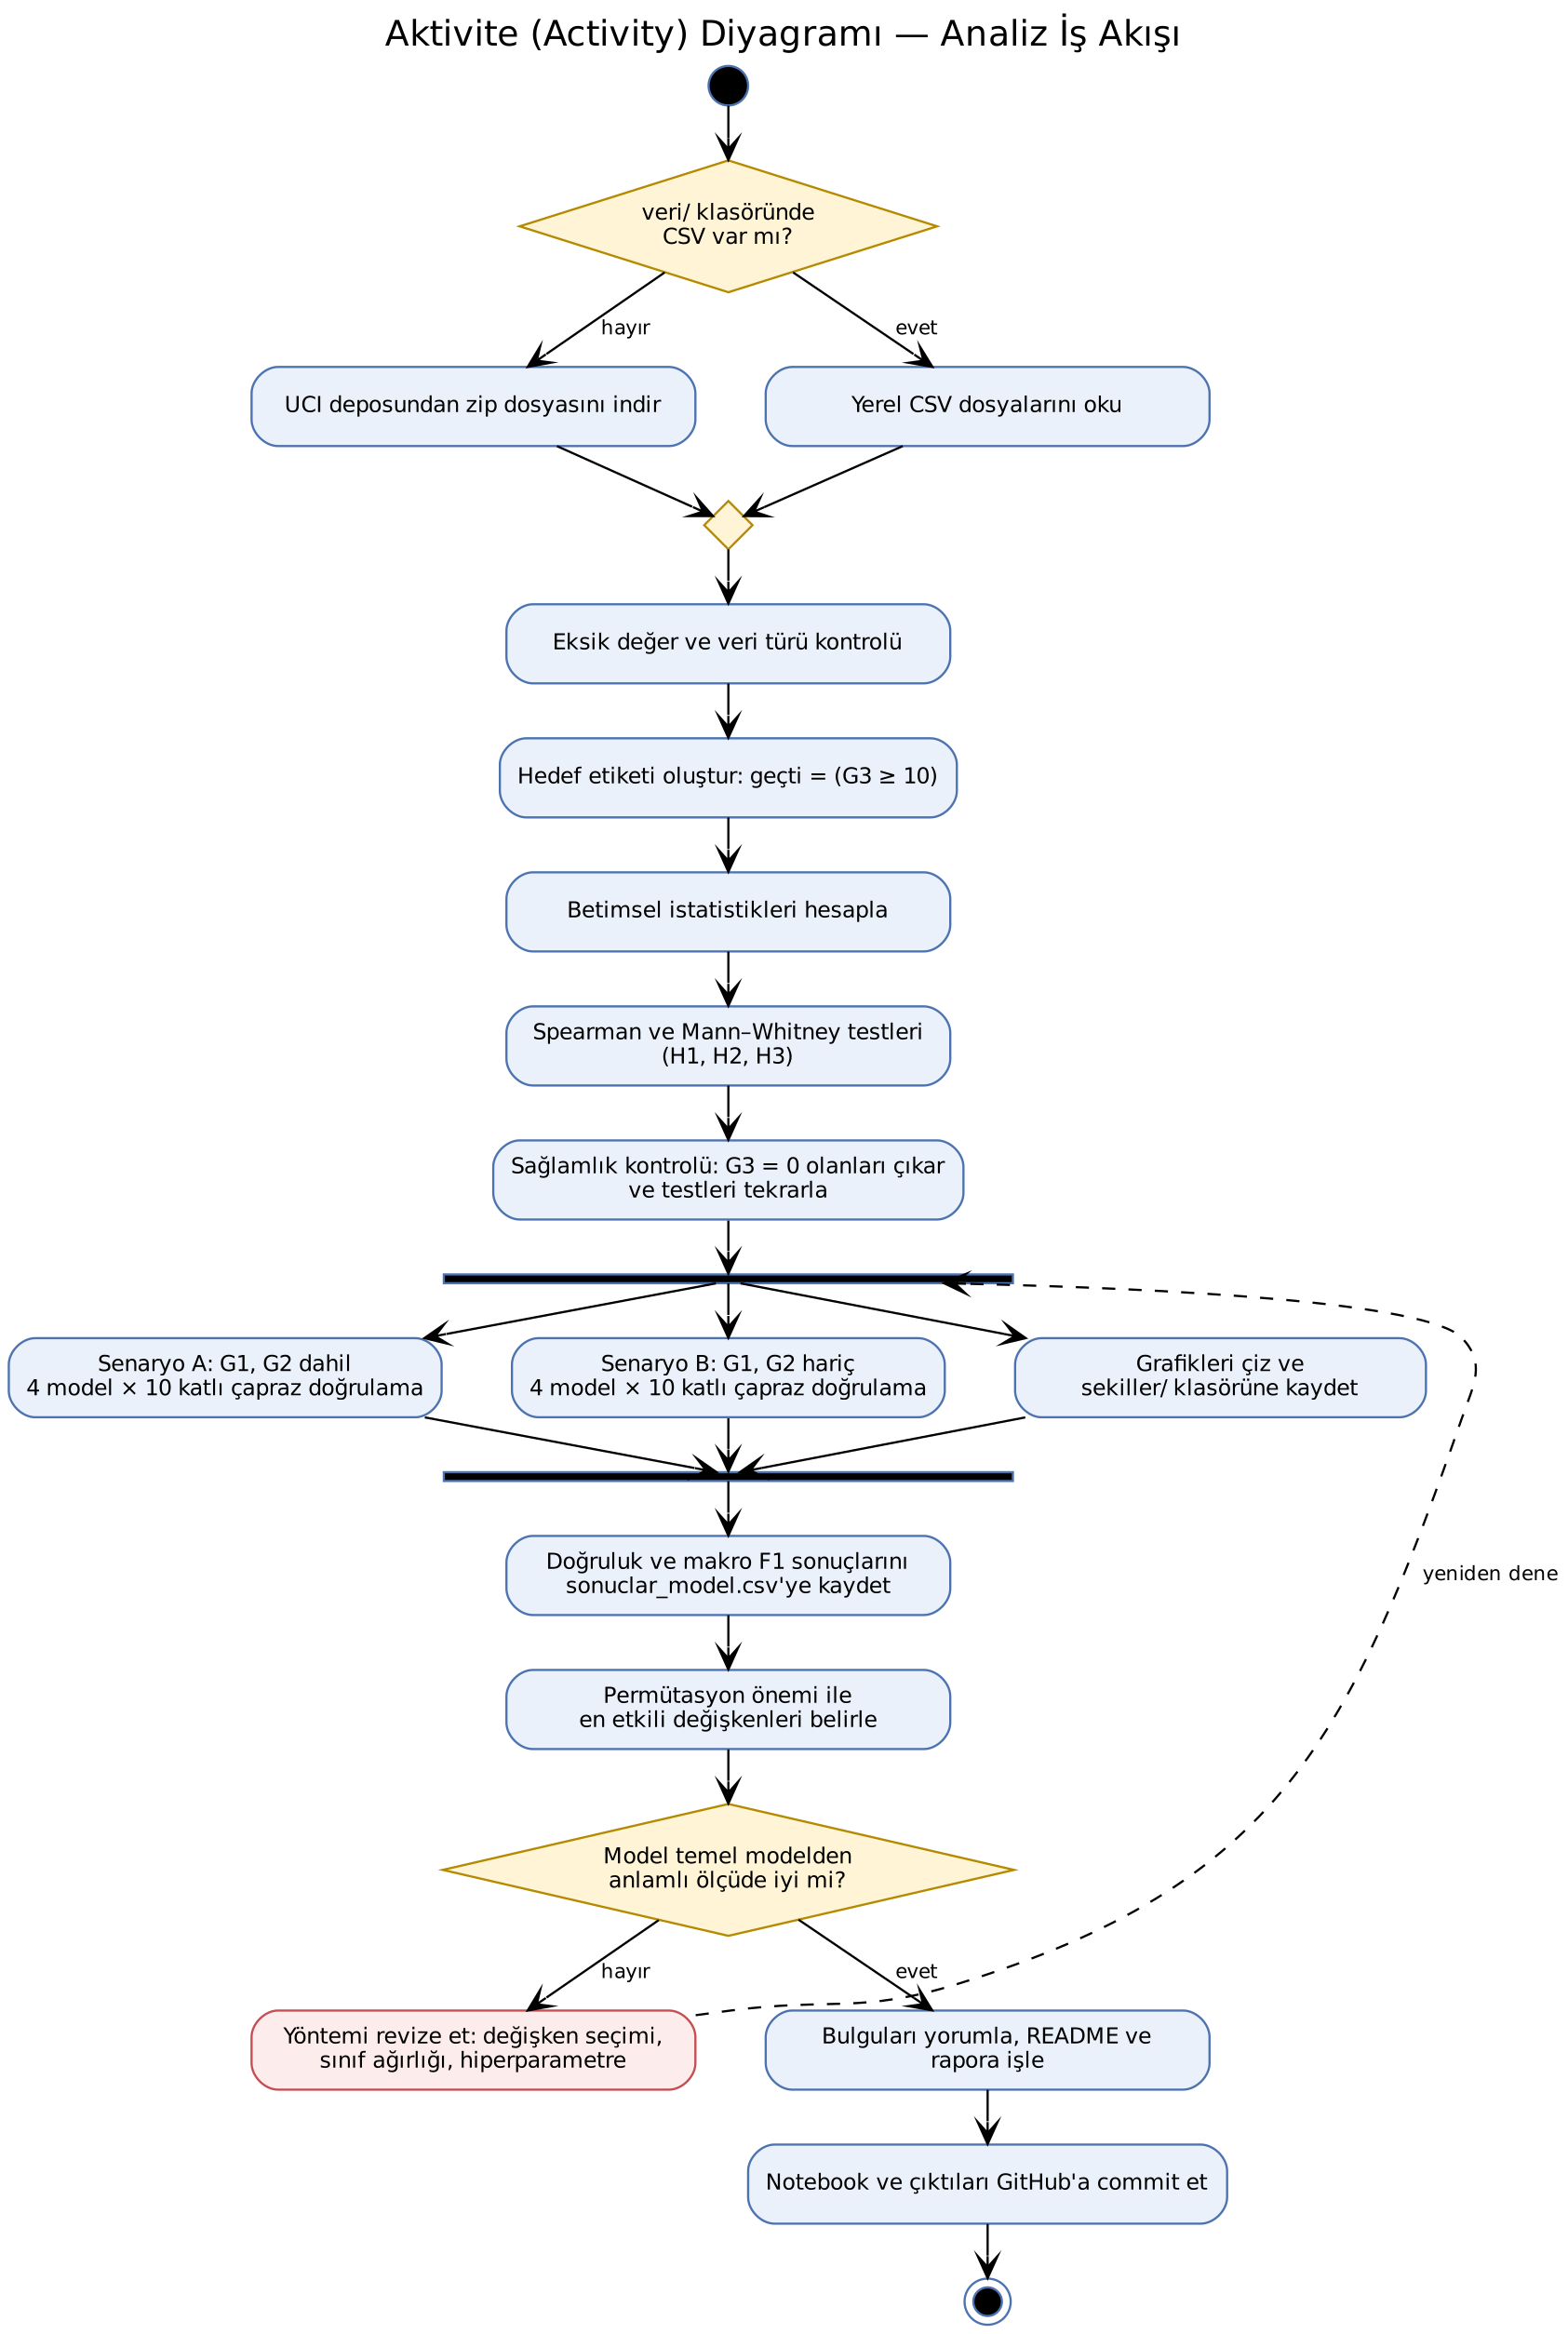 Aktivite (Activity) Diyagramı — Analiz İş Akışı
veri/ klasöründe
CSV var mı?
hayır
evet
UCI deposundan zip dosyasını indir
Yerel CSV dosyalarını oku
Eksik değer ve veri türü kontrolü
Hedef etiketi oluştur: geçti = (G3 ≥ 10)
Betimsel istatistikleri hesapla
Spearman ve Mann–Whitney testleri
(H1, H2, H3)
Sağlamlık kontrolü: G3 = 0 olanları çıkar
ve testleri tekrarla
Senaryo A: G1, G2 dahil
4 model × 10 katlı çapraz doğrulama
Senaryo B: G1, G2 hariç
4 model × 10 katlı çapraz doğrulama
Grafikleri çiz ve
sekiller/ klasörüne kaydet
Doğruluk ve makro F1 sonuçlarını
sonuclar_model.csv'ye kaydet
yeniden dene
Permütasyon önemi ile
en etkili değişkenleri belirle
Model temel modelden
anlamlı ölçüde iyi mi?
hayır
evet
Yöntemi revize et: değişken seçimi,
sınıf ağırlığı, hiperparametre
Bulguları yorumla, README ve
rapora işle
Notebook ve çıktıları GitHub'a commit et